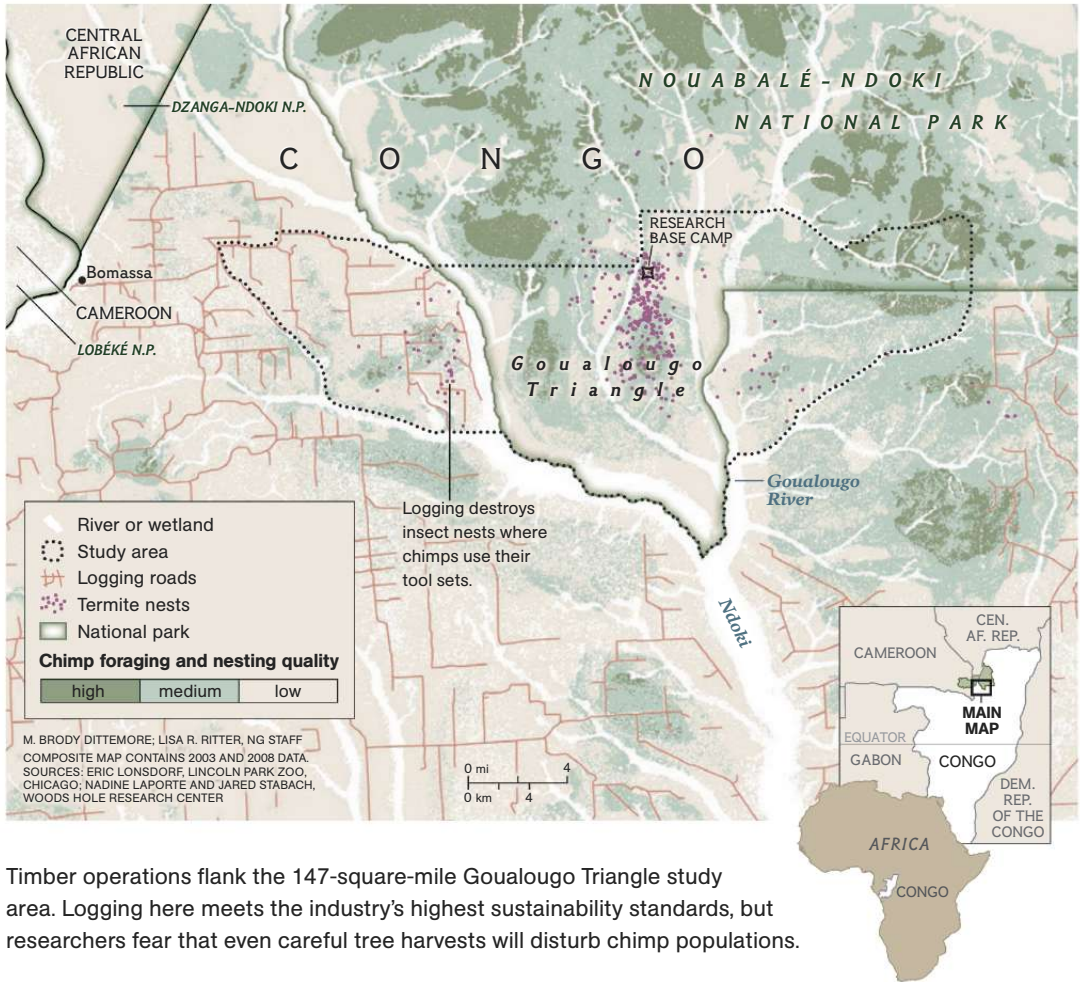 CENTRAL
AFRICAN
REPUBLIC
DZANGA–NDOKI N.P.
NOUABALÉ–NDOKI
NATIONAL PARK
CONGO
RESEARCH
BASE CAMP
Bomassa
CAMEROON
LOBÉKÉ N.P.
Goualougo
Triangle
Goualougo
River
Logging destroys
insect nests where
chimps use their
tool sets.
Ndoki
River or wetland
Study area
Logging roads
Termite nests
National park
Chimp foraging and nesting quality
high medium low
M. BRODY DITTEMORE; LISA R. RITTER, NG STAFF
COMPOSITE MAP CONTAINS 2003 AND 2008 DATA.
SOURCES: ERIC LONSDORF, LINCOLN PARK ZOO,
CHICAGO; NADINE LAPORTE AND JARED STABACH,
WOODS HOLE RESEARCH CENTER
0 mi 4
0 km 4
CEN.
AF. REP.
CAMEROON
MAIN
MAP
EQUATOR
GABON
CONGO
DEM.
REP.
OF THE
CONGO
AFRICA
CONGO
Timber operations flank the 147-square-mile Goualougo Triangle study
area. Logging here meets the industry’s highest sustainability standards, but
researchers fear that even careful tree harvests will disturb chimp populations.